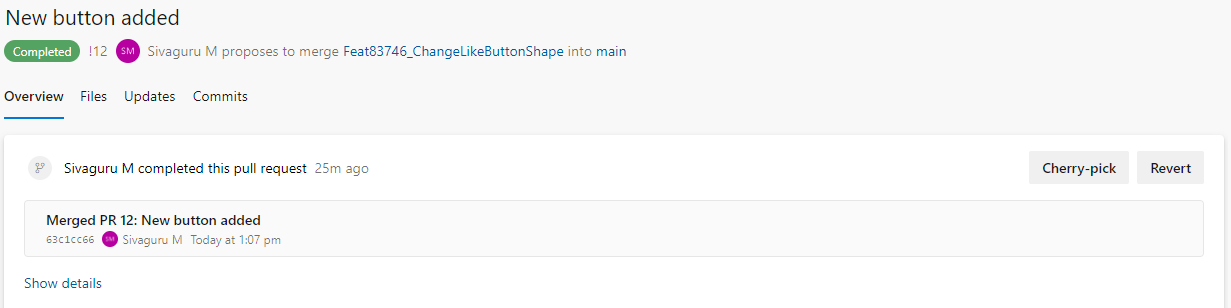 New button added
Completed !12 SM Sivaguru M proposes to merge Feat83746_ChangeLikeButtonShape into main
Overview Files Updates Commits
Sivaguru M completed this pull request 25m ago Cherry-pick Revert
Merged PR 12: New button added
63c1cc66 SM Sivaguru M Today at 1:07 pm
Show details